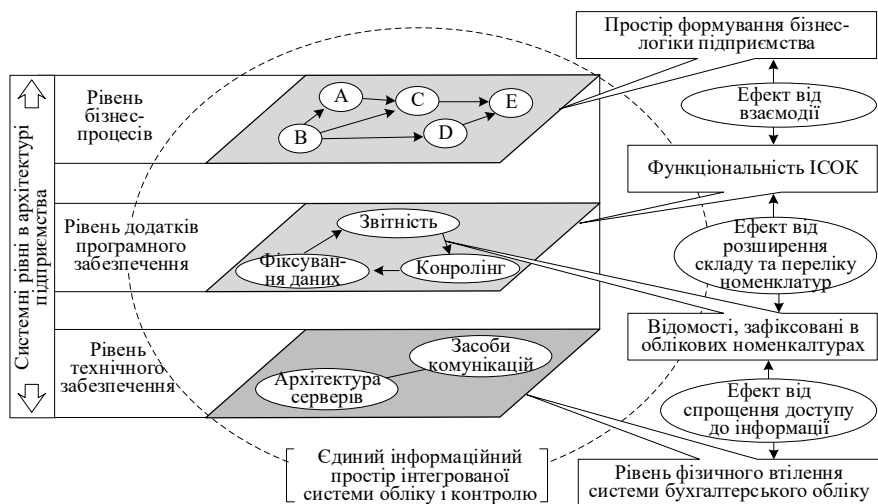 Системні рівні в архітектурі
підприємства
Рівень
бізнес-
процесів
A
B
C
D
E
Рівень додатків
програмного
забезпечення
Звітність
Фіксуван-
ня даних
Конролінг
Рівень
технічного
забезпечення
Засоби
комунікацій
Архітектура
серверів
Єдиний інформаційний
простір інтегрованої
системи обліку і контролю
Простір формування бізнес-
логіки підприємства
Ефект від
взаємодії
Функціональність ІСОК
Ефект від
розширення
складу та переліку
номенклатур
Відомості, зафіксовані в
облікових номенкалтурах
Ефект від
спрощення доступу
до інформації
Рівень фізичного втілення
системи бухгалтерського обліку